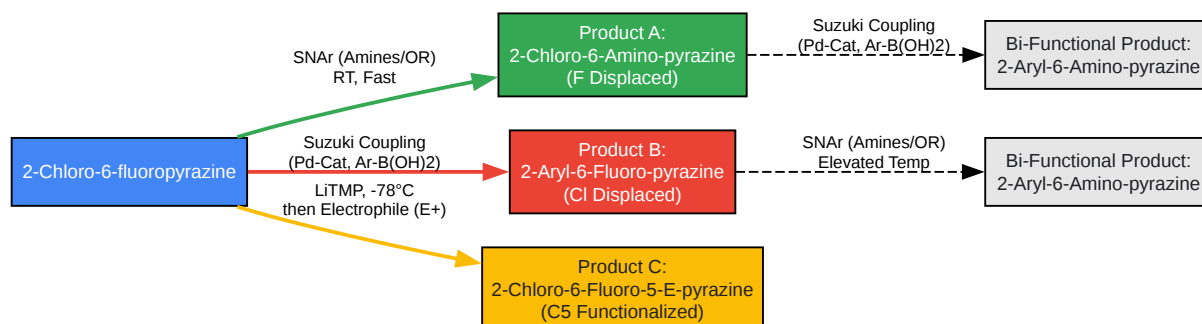 SNAr (Amines/OR)
RT, Fast
Product A:
2-Chloro-6-Amino-pyrazine
(F Displaced)
Suzuki Coupling
(Pd-Cat, Ar-B(OH)2)
Bi-Functional Product:
2-Aryl-6-Amino-pyrazine
2-Chloro-6-fluoropyrazine
Suzuki Coupling
(Pd-Cat, Ar-B(OH)2)
Product B:
2-Aryl-6-Fluoro-pyrazine
(Cl Displaced)
SNAr (Amines/OR)
Elevated Temp
Bi-Functional Product:
2-Aryl-6-Amino-pyrazine
LiTMP, -78°C
then Electrophile (E+)
Product C:
2-Chloro-6-Fluoro-5-E-pyrazine
(C5 Functionalized)